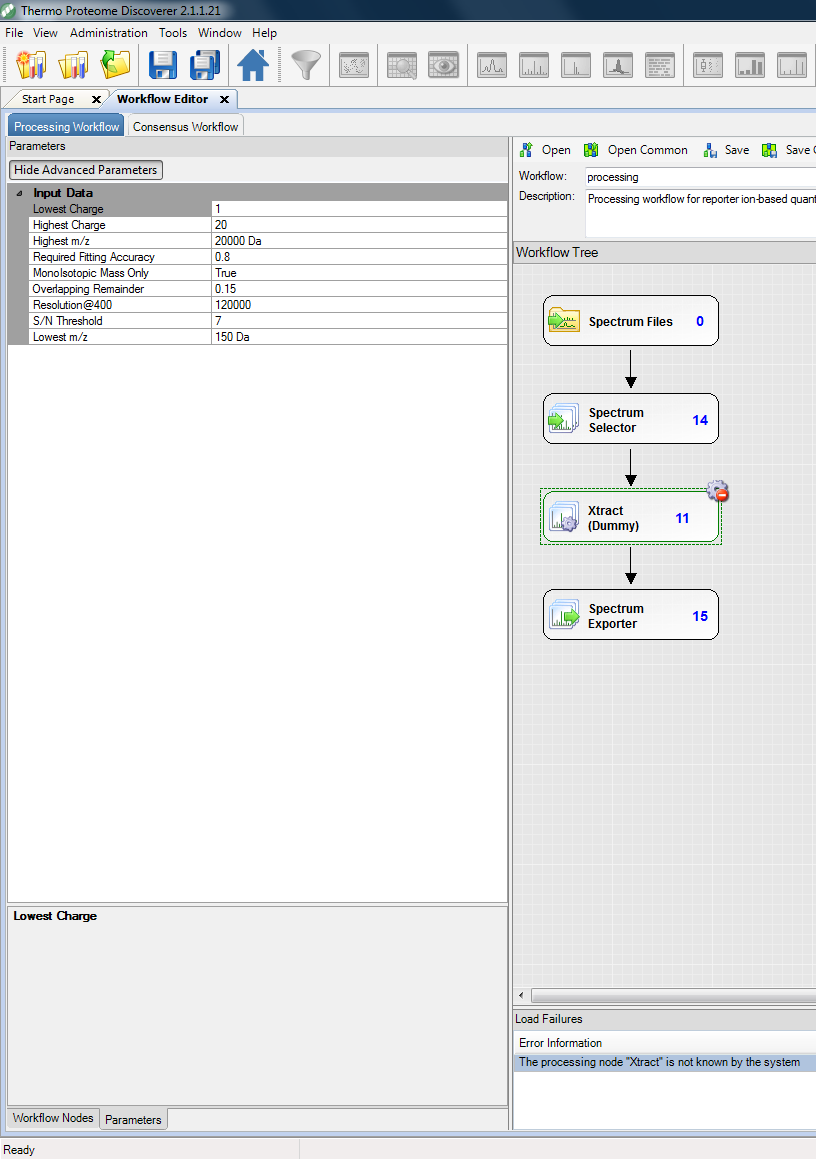 Thermo Proteome Discoverer 2.1.1.21
File View Administration Tools Window Help
Start Page Workflow Editor
Processing Workflow Consensus Workflow
Parameters
Hide Advanced Parameters
Input Data
Lowest Charge 1
Highest Charge 20
Highest m/z 20000 Da
Required Fitting Accuracy 0.8
MonoIsotopic Mass Only True
Overlapping Remainder 0.15
Resolution@400 120000
S/N Threshold 7
Lowest m/z 150 Da
Lowest Charge
Workflow Nodes Parameters
Open Open Common Save Save
Workflow: processing
Description: Processing workflow for reporter ion-based quant
Workflow Tree
Spectrum Files 0
Spectrum
Selector 14
Xtract
(Dummy) 11
Spectrum
Exporter 15
Load Failures
Error Information
The processing node "Xtract" is not known by the system
Ready